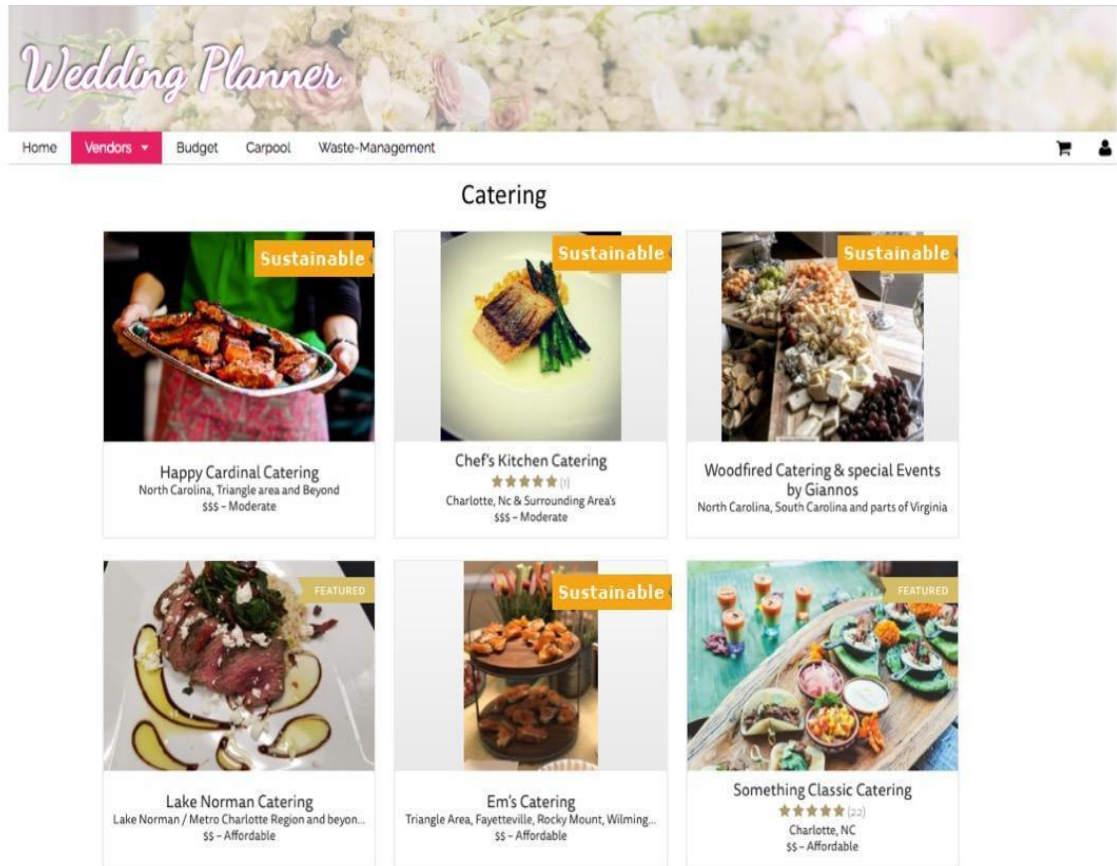 Wedding Planner
Home Vendors Budget Carpool Waste-Management
Catering
Sustainable
Sustainable
Sustainable
Happy Cardinal Catering
North Carolina, Triangle area and Beyond
$$$ – Moderate
Chef's Kitchen Catering
(1)
Charlotte, Nc & Surrounding Area's
$$$ – Moderate
Woodfired Catering & special Events
by Giannos
North Carolina, South Carolina and parts of Virginia
FEATURED
Sustainable
FEATURED
Lake Norman Catering
Lake Norman / Metro Charlotte Region and beyon...
$$ – Affordable
Em's Catering
Triangle Area, Fayetteville, Rocky Mount, Wilming...
$$ – Affordable
Something Classic Catering
(22)
Charlotte, NC
$$ – Affordable